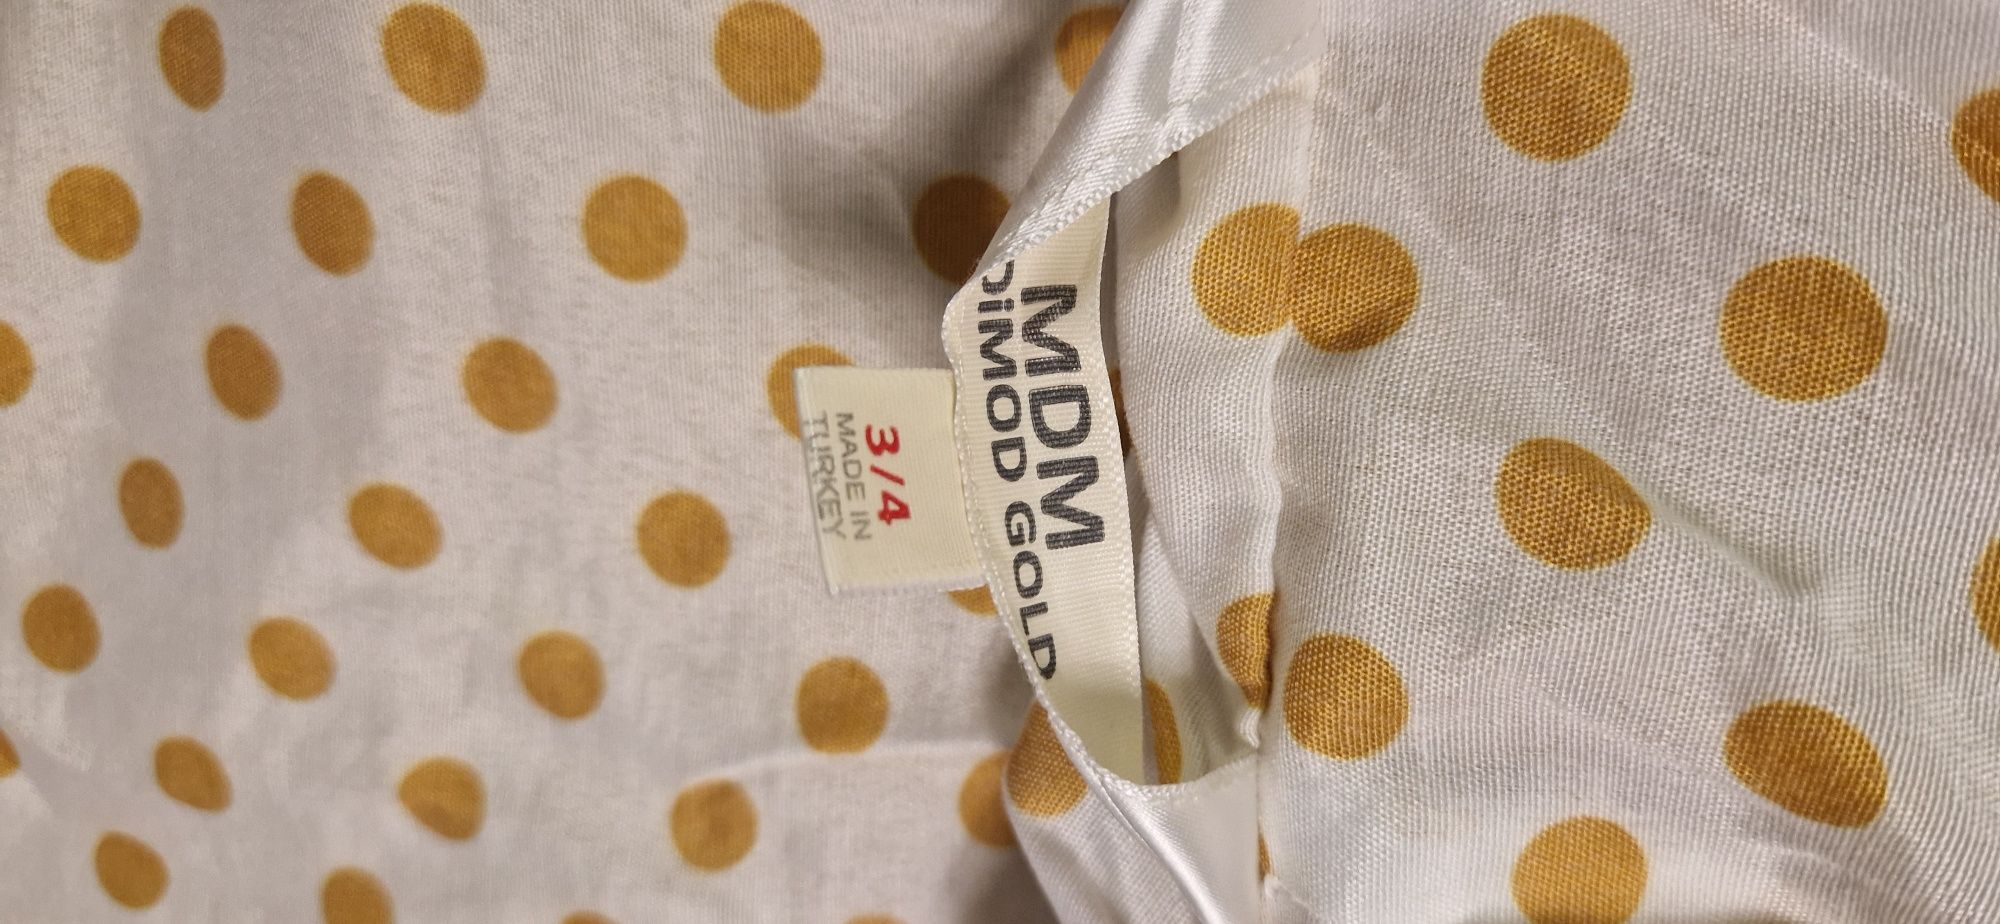 MDM
DiMOD GOLD
3/4
MADE IN
TURKEY